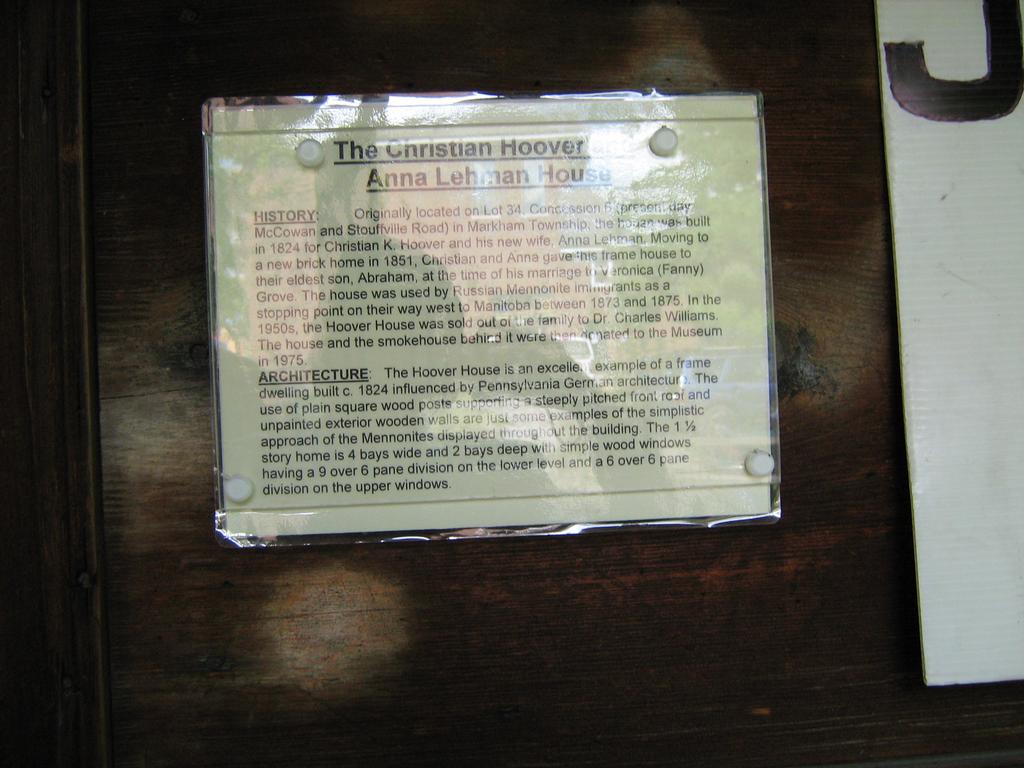 The Christian Hoover and
Anna Lehman House
HISTORY: Originally located on Lot 34, Concession 6 (present day
McCowan and Stouffville Road) in Markham Township, the house was built
in 1824 for Christian K. Hoover and his new wife, Anna Lehman. Moving to
a new brick home in 1851, Christian and Anna gave this frame house to
their eldest son, Abraham, at the time of his marriage to Veronica (Fanny)
Grove. The house was used by Russian Mennonite immigrants as a
stopping point on their way west to Manitoba between 1873 and 1875. In the
1950s, the Hoover House was sold out of the family to Dr. Charles Williams.
The house and the smokehouse behind it were then donated to the Museum
in 1975.
ARCHITECTURE: The Hoover House is an excellent example of a frame
dwelling built c. 1824 influenced by Pennsylvania German architecture. The
use of plain square wood posts supporting a steeply pitched front roof and
unpainted exterior wooden walls are just some examples of the simplistic
approach of the Mennonites displayed throughout the building. The 1 ½
story home is 4 bays wide and 2 bays deep with simple wood windows
having a 9 over 6 pane division on the lower level and a 6 over 6 pane
division on the upper windows.
J